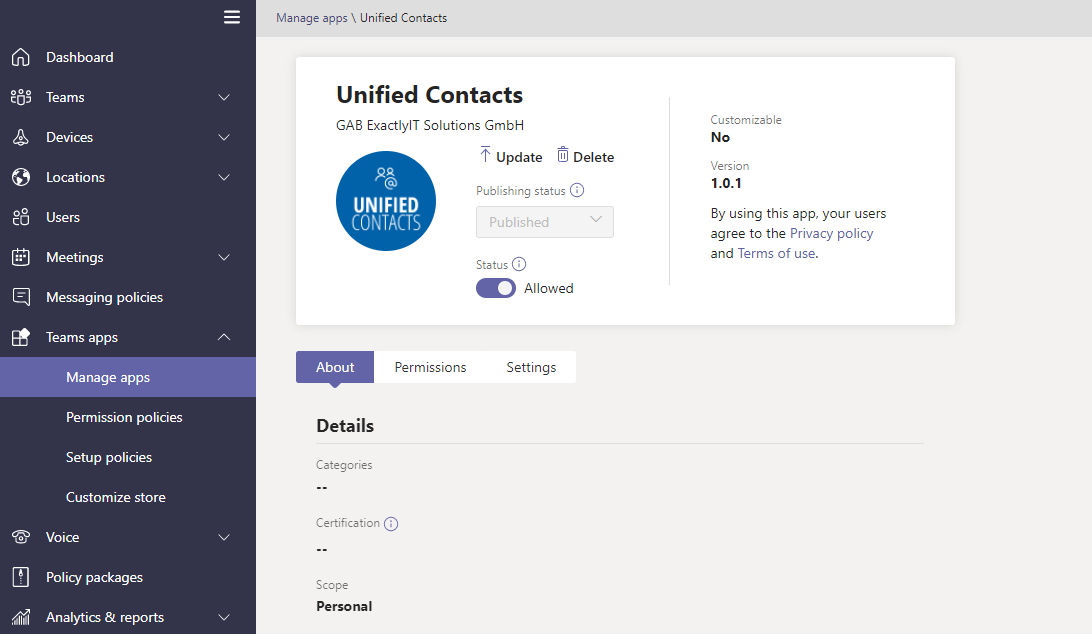 Manage apps \ Unified Contacts
Dashboard
Teams
Devices
Locations
Users
Meetings
Messaging policies
Teams apps
Manage apps
Permission policies
Setup policies
Customize store
Voice
Policy packages
Analytics & reports
Unified Contacts
GAB ExactlyIT Solutions GmbH
UNIFIED
CONTACTS
Update
Delete
Publishing status
Published
Status
Allowed
Customizable
No
Version
1.0.1
By using this app, your users
agree to the Privacy policy
and Terms of use.
About
Permissions
Settings
Details
Categories
--
Certification
--
Scope
Personal